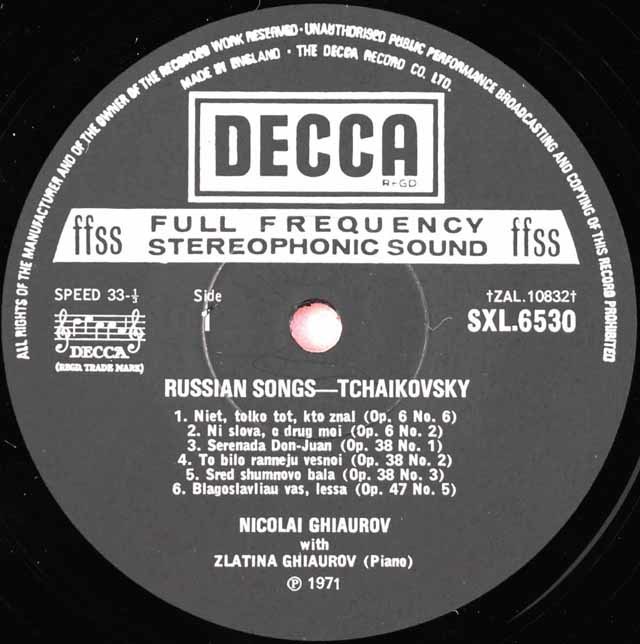 ALL RIGHTS OF THE MANUFACTURER AND OF THE OWNER OF THE RECORDED WORK RESERVED · UNAUTHORISED PUBLIC PERFORMANCE BROADCASTING AND COPYING OF THIS RECORD PROHIBITED
MADE IN ENGLAND · THE DECCA RECORD CO. LTD.
DECCA
REGD
ffss FULL FREQUENCY ffss
STEREOPHONIC SOUND
SPEED 33-⅓ Side †ZAL.10832†
1 SXL.6530
DECCA
(REGD. TRADE MARK)
RUSSIAN SONGS—TCHAIKOVSKY
1. Niet, tolko tot, kto znal (Op. 6 No. 6)
2. Ni slova, o drug moi (Op. 6 No. 2)
3. Serenada Don-Juan (Op. 38 No. 1)
4. To bilo ranneju vesnoi (Op. 38 No. 2)
5. Sred shumnovo bala (Op. 38 No. 3)
6. Blagoslavliau vas, lessa (Op. 47 No. 5)
NICOLAI GHIAUROV
with
ZLATINA GHIAUROV (Piano)
℗ 1971